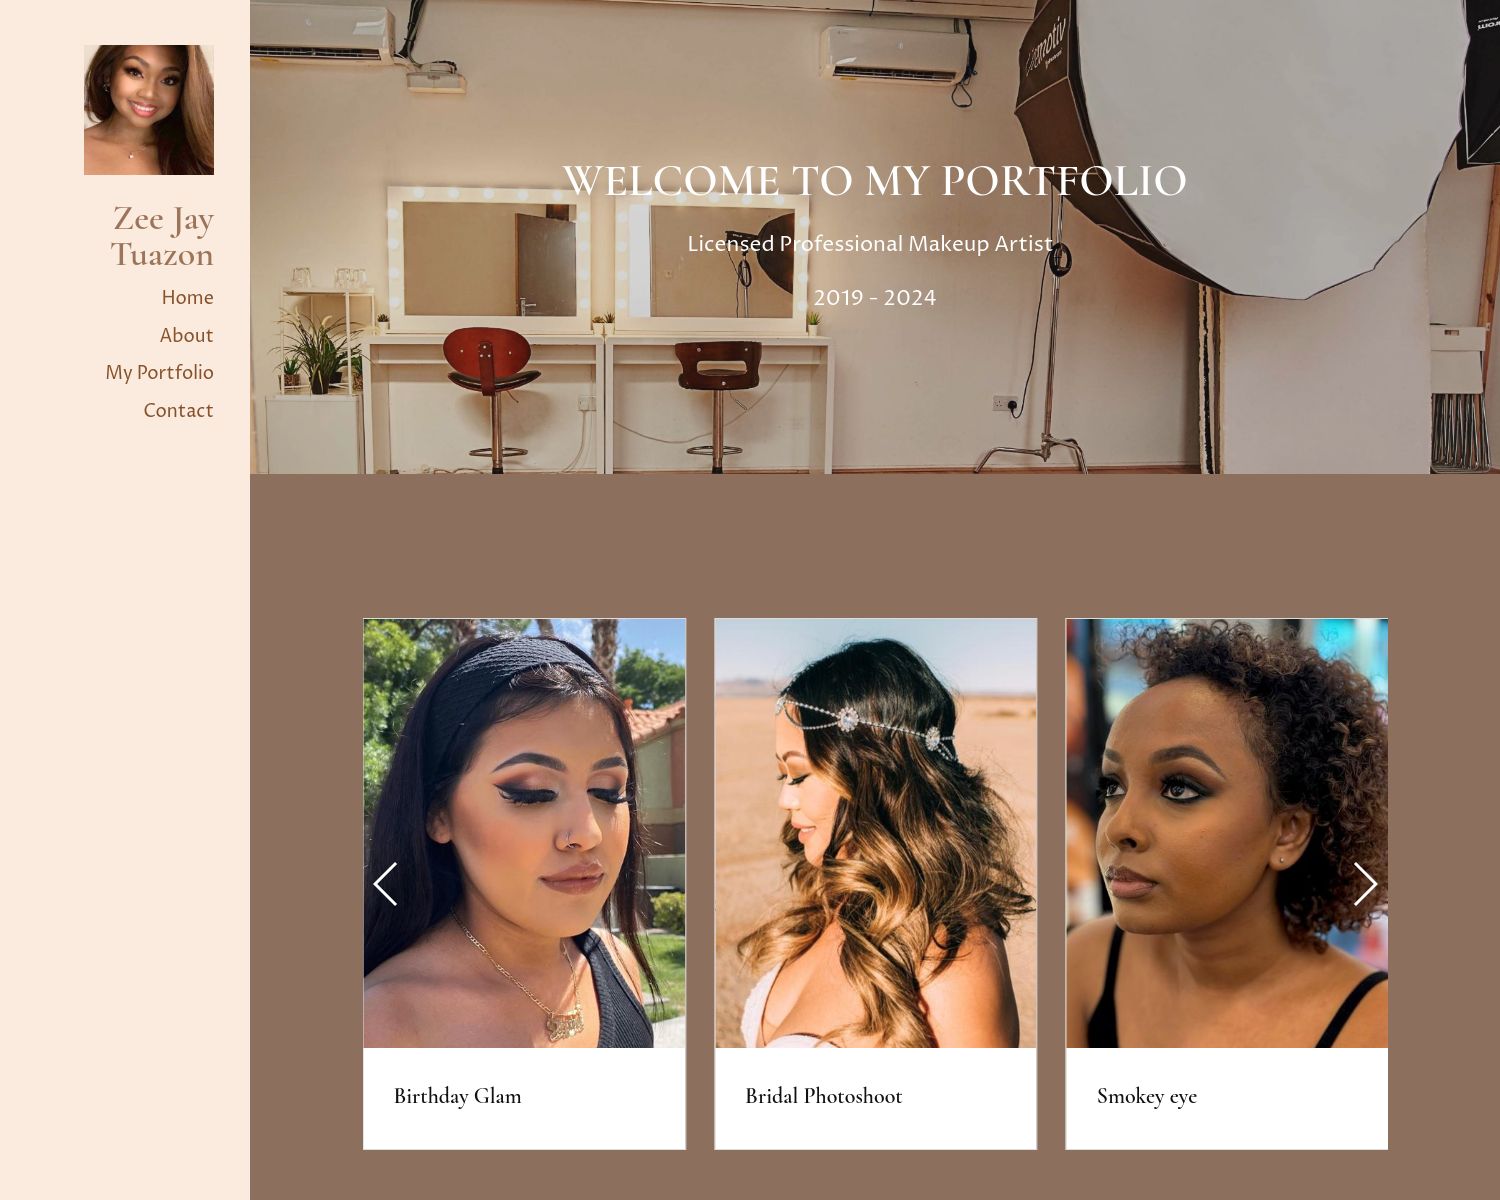 Zee Jay
Tuazon
Home
About
My Portfolio
Contact
WELCOME TO MY PORTFOLIO
Licensed Professional Makeup Artist
2019 - 2024
Birthday Glam
Bridal Photoshoot
Smokey eye